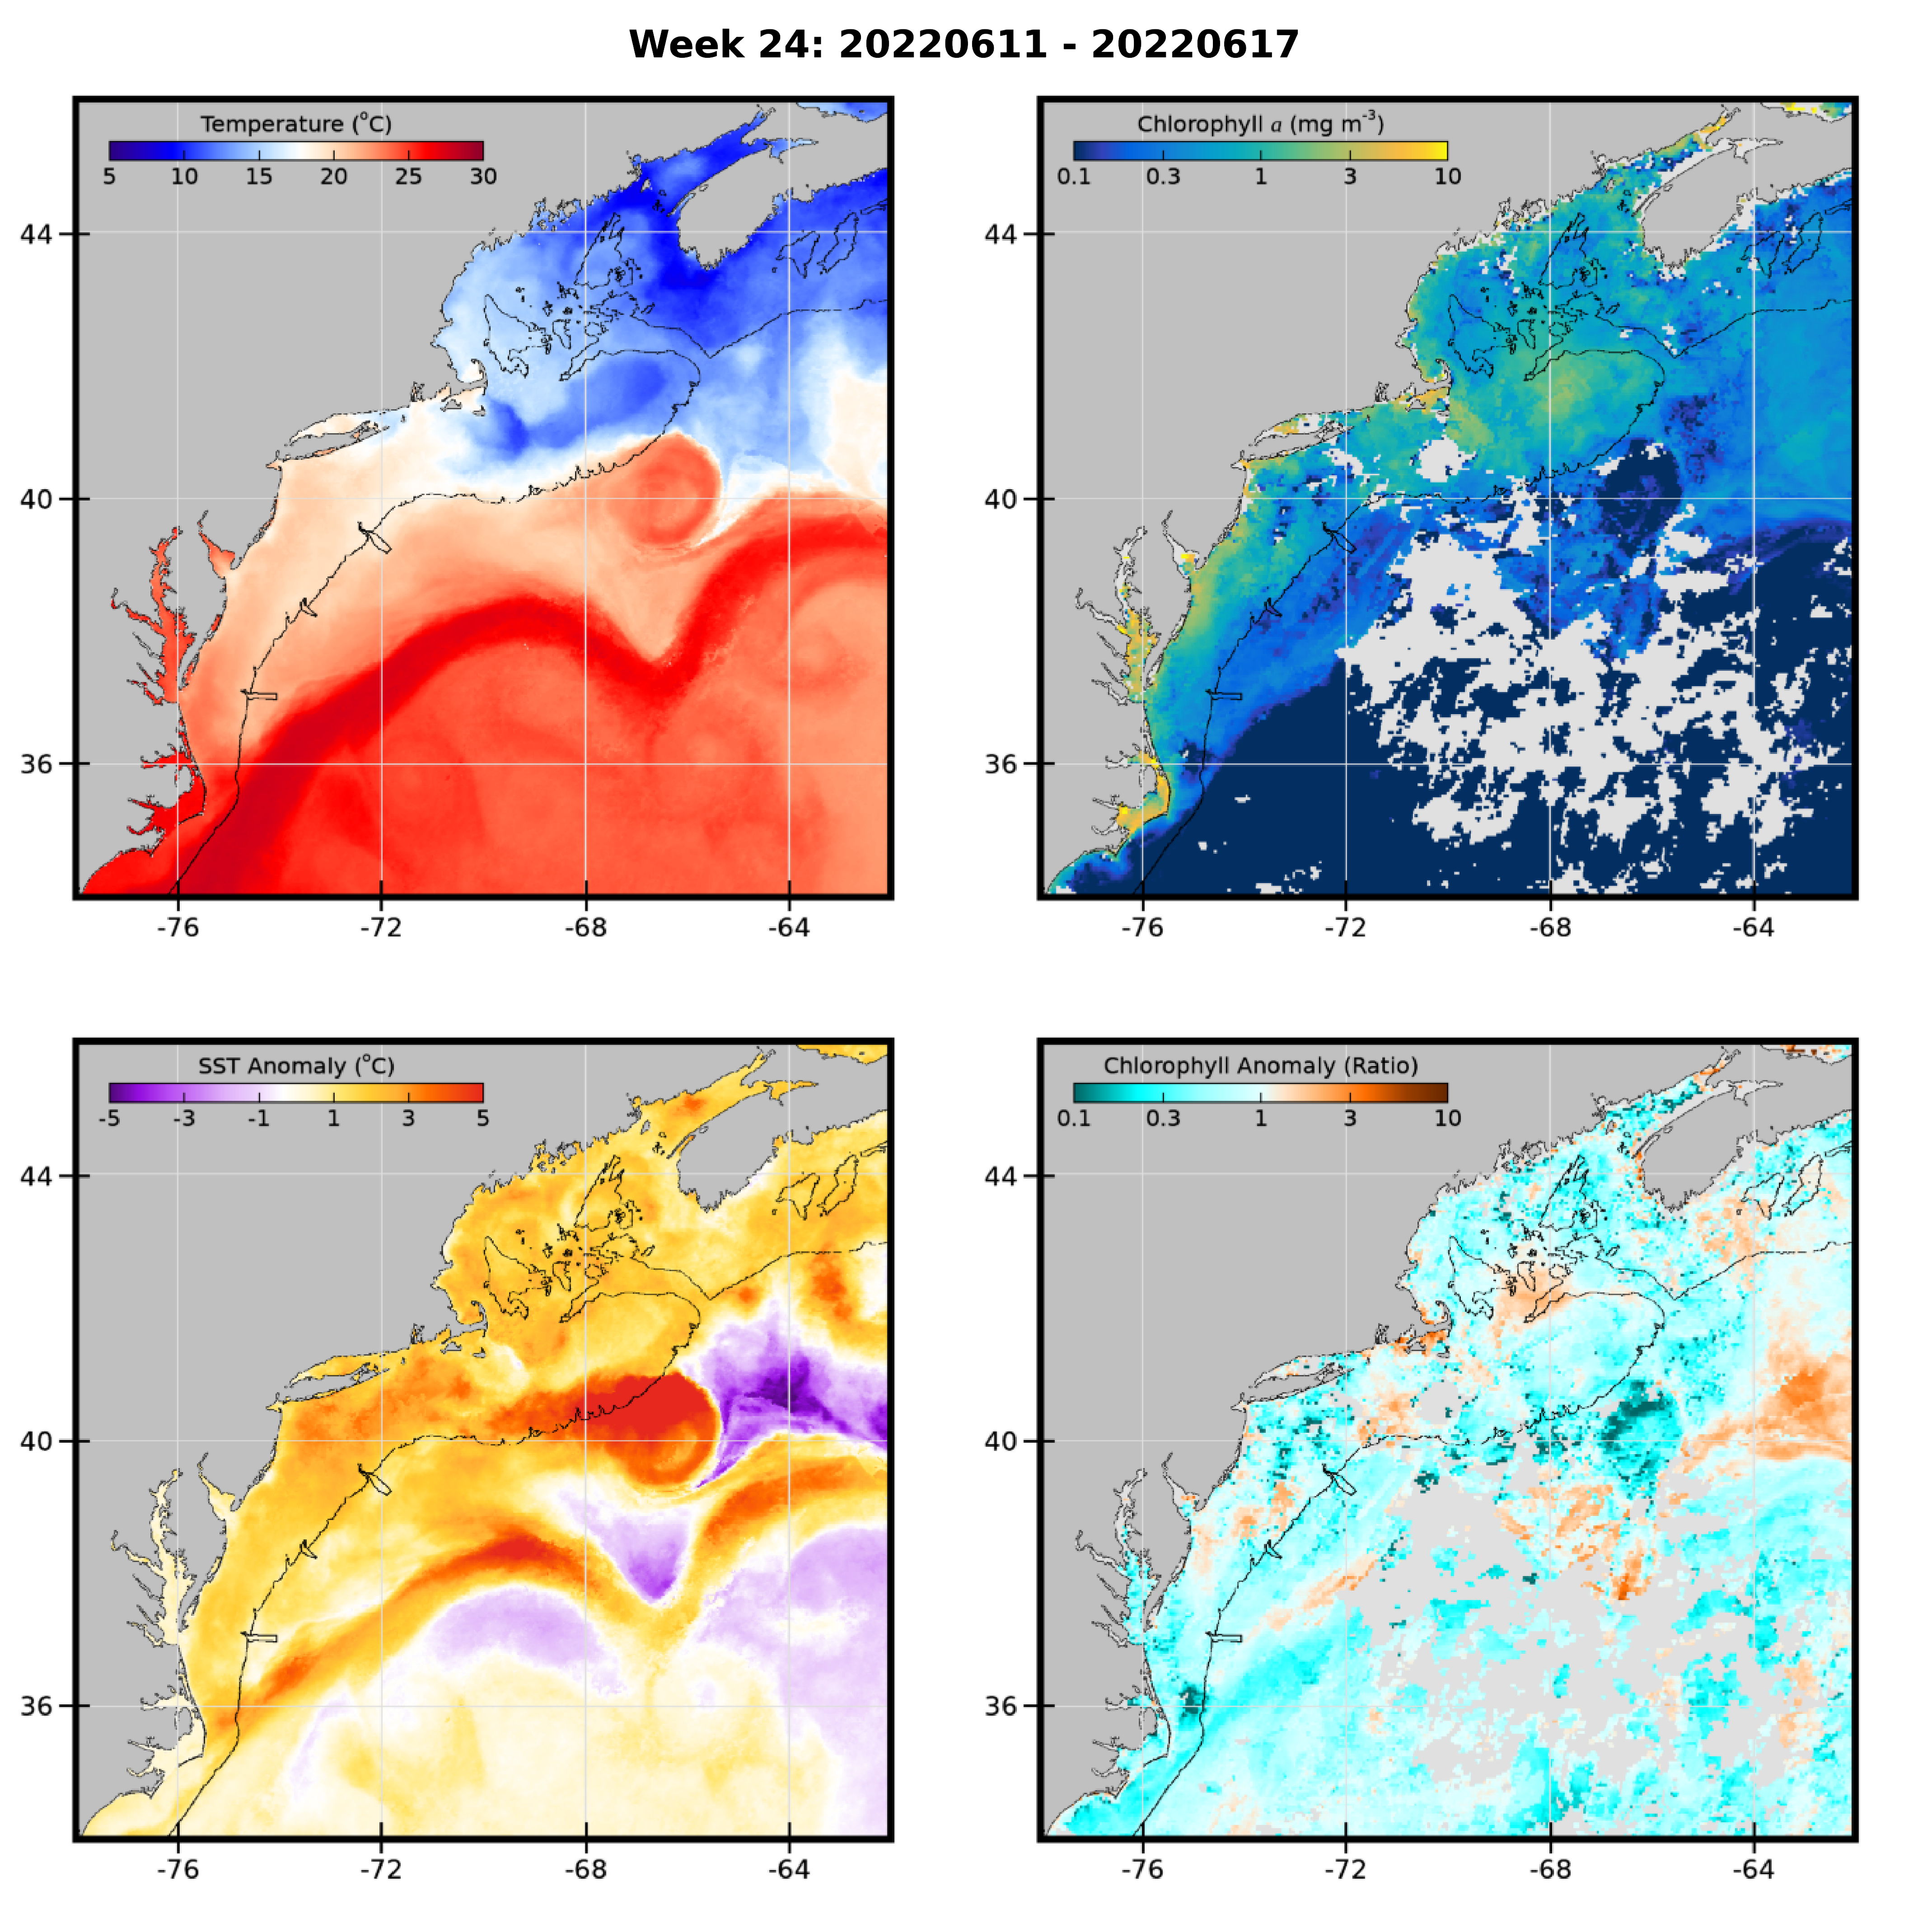 Week 24: 20220611 - 20220617
Temperature (°C)
5 10 15 20 25 30
44
40
36
-76 -72 -68 -64
Chlorophyll a (mg m⁻³)
0.1 0.3 1 3 10
44
40
36
-76 -72 -68 -64
SST Anomaly (°C)
-5 -3 -1 1 3 5
44
40
36
-76 -72 -68 -64
Chlorophyll Anomaly (Ratio)
0.1 0.3 1 3 10
44
40
36
-76 -72 -68 -64